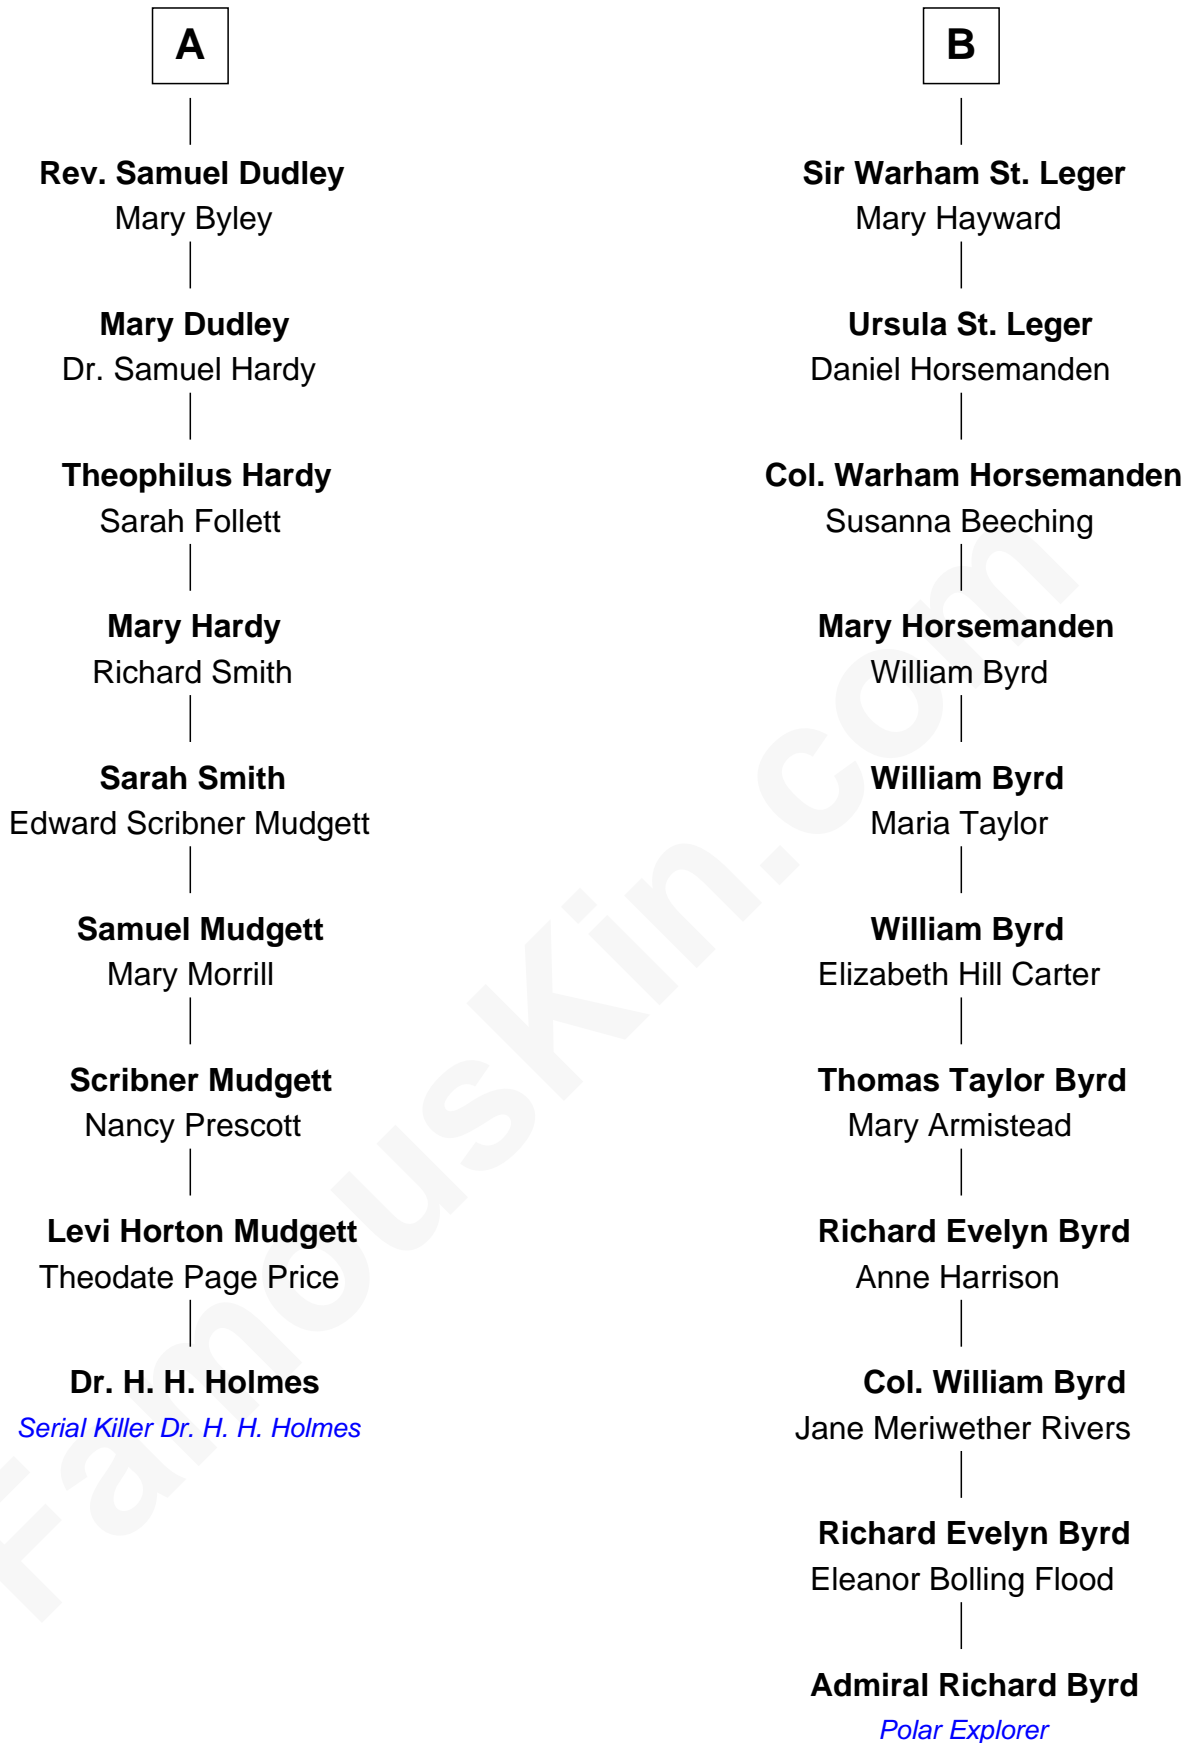 A
Rev. Samuel Dudley
Mary Byley
Mary Dudley
Dr. Samuel Hardy
Theophilus Hardy
Sarah Follett
Mary Hardy
Richard Smith
Sarah Smith
Edward Scribner Mudgett
Samuel Mudgett
Mary Morrill
Scribner Mudgett
Nancy Prescott
Levi Horton Mudgett
Theodate Page Price
Dr. H. H. Holmes
Serial Killer Dr. H. H. Holmes
B
Sir Warham St. Leger
Mary Hayward
Ursula St. Leger
Daniel Horsemanden
Col. Warham Horsemanden
Susanna Beeching
Mary Horsemanden
William Byrd
William Byrd
Maria Taylor
William Byrd
Elizabeth Hill Carter
Thomas Taylor Byrd
Mary Armistead
Richard Evelyn Byrd
Anne Harrison
Col. William Byrd
Jane Meriwether Rivers
Richard Evelyn Byrd
Eleanor Bolling Flood
Admiral Richard Byrd
Polar Explorer
FamousKin.com